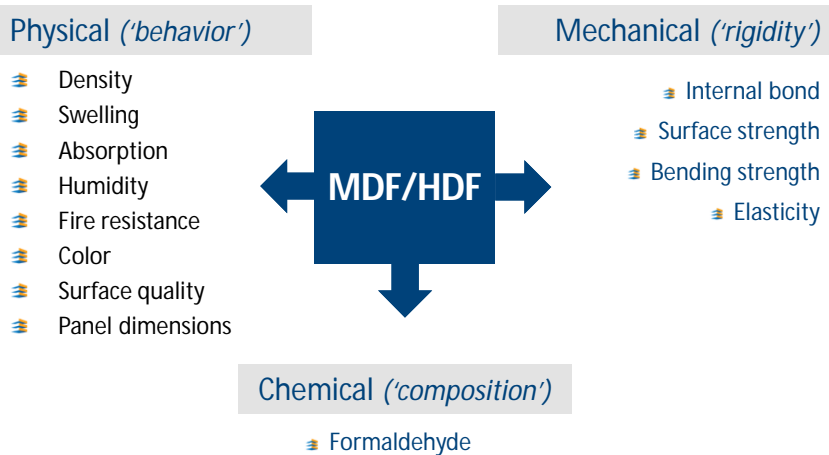 Physical (‘behavior’)
Density
Swelling
Absorption
Humidity
Fire resistance
Color
Surface quality
Panel dimensions
MDF/HDF
Mechanical (‘rigidity’)
Internal bond
Surface strength
Bending strength
Elasticity
Chemical (‘composition’)
Formaldehyde